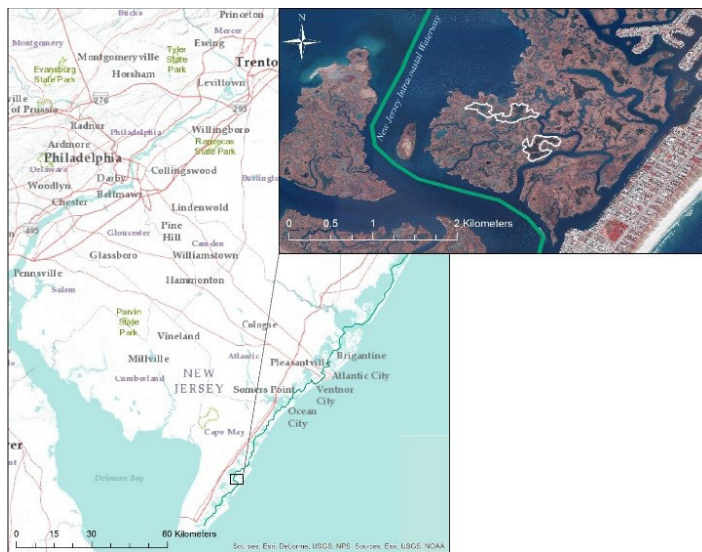 Bucks
Princeton
Mercer
Montgomery
Montgomeryville
Tyler
State
Park
Ewing
Trento
Evansburg
State Park
Horsham
Levittown
276
295
ville
of Prussia
Radnor
Philadelphia
Willingboro
Rancocas
State Park
Ardmore
Philadelphia
Delaware
Darby
Collingswood
Burlington
Woodlyn
Bellmawr
Chester
Lindenwold
495
Pine
Hill
Camden
Gloucester
Glassboro
Williamstown
Pennsville
Salem
Hammonton
Parvin
State
Park
Cologne
Vineland
Millville
Atlantic
Pleasantville
Brigantine
Cumberland
NEW
JERSEY
Atlantic City
Somers Point
Ventnor
City
Ocean
City
Cape May
ver
nt
Delaware Bay
0 15 30 60 Kilometers
Sources: Esri, DeLorme, USGS, NPS, Sources: Esri, USGS, NOAA
N
New Jersey Intracoastal Waterway
0 0.5 1 2 Kilometers